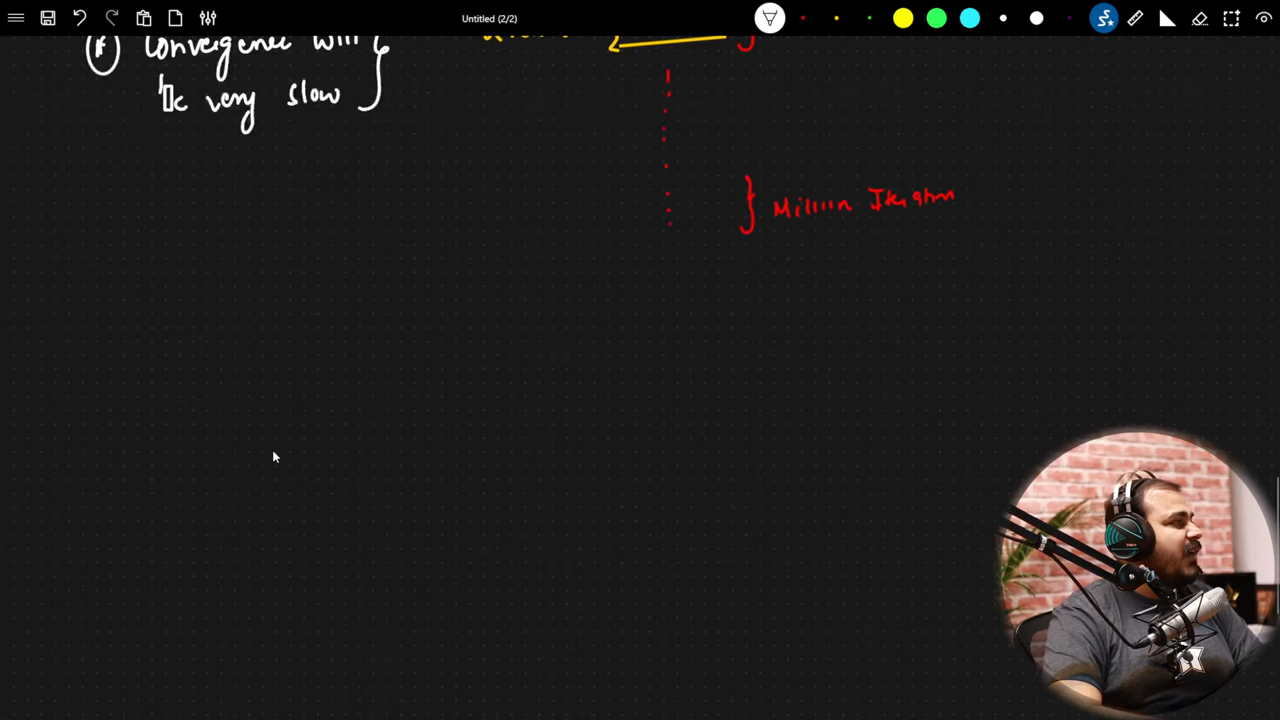 Untitled (2/2)
(*) Convergence will
be very slow
Million Iteration